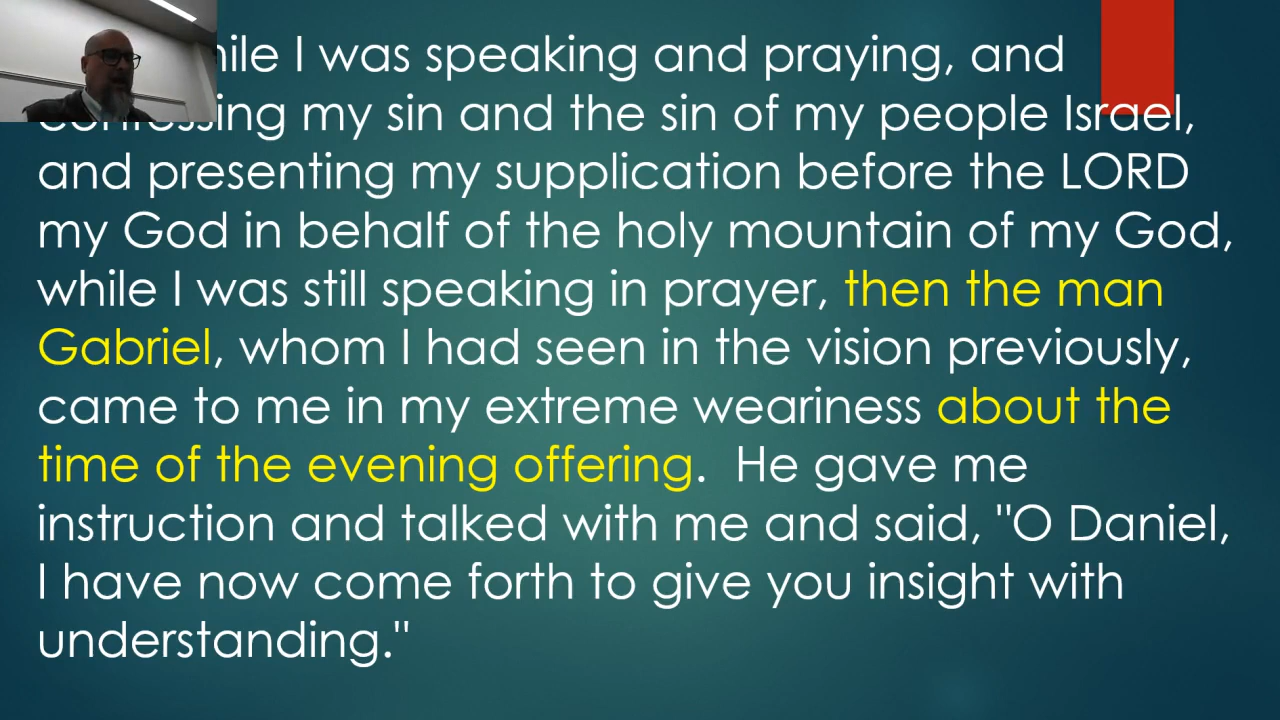 I was speaking and praying, and
my sin and the sin of my people Israel,
and presenting my supplication before the LORD
my God in behalf of the holy mountain of my God,
while I was still speaking in prayer, then the man
Gabriel, whom I had seen in the vision previously,
came to me in my extreme weariness about the
time of the evening offering.  He gave me
instruction and talked with me and said, "O Daniel,
I have now come forth to give you insight with
understanding."